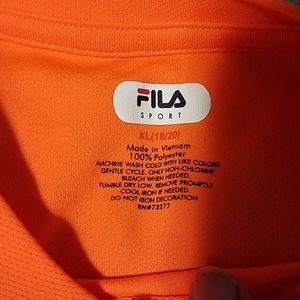 FILA
SPORT
XL(18/20)
Made in Vietnam
100% Polyester
MACHINE WASH COLD WITH LIKE COLORS
GENTLE CYCLE. ONLY NON-CHLORINE
BLEACH WHEN NEEDED.
TUMBLE DRY LOW. REMOVE PROMPTLY
COOL IRON IF NEEDED.
DO NOT IRON DECORATION
RN#73277